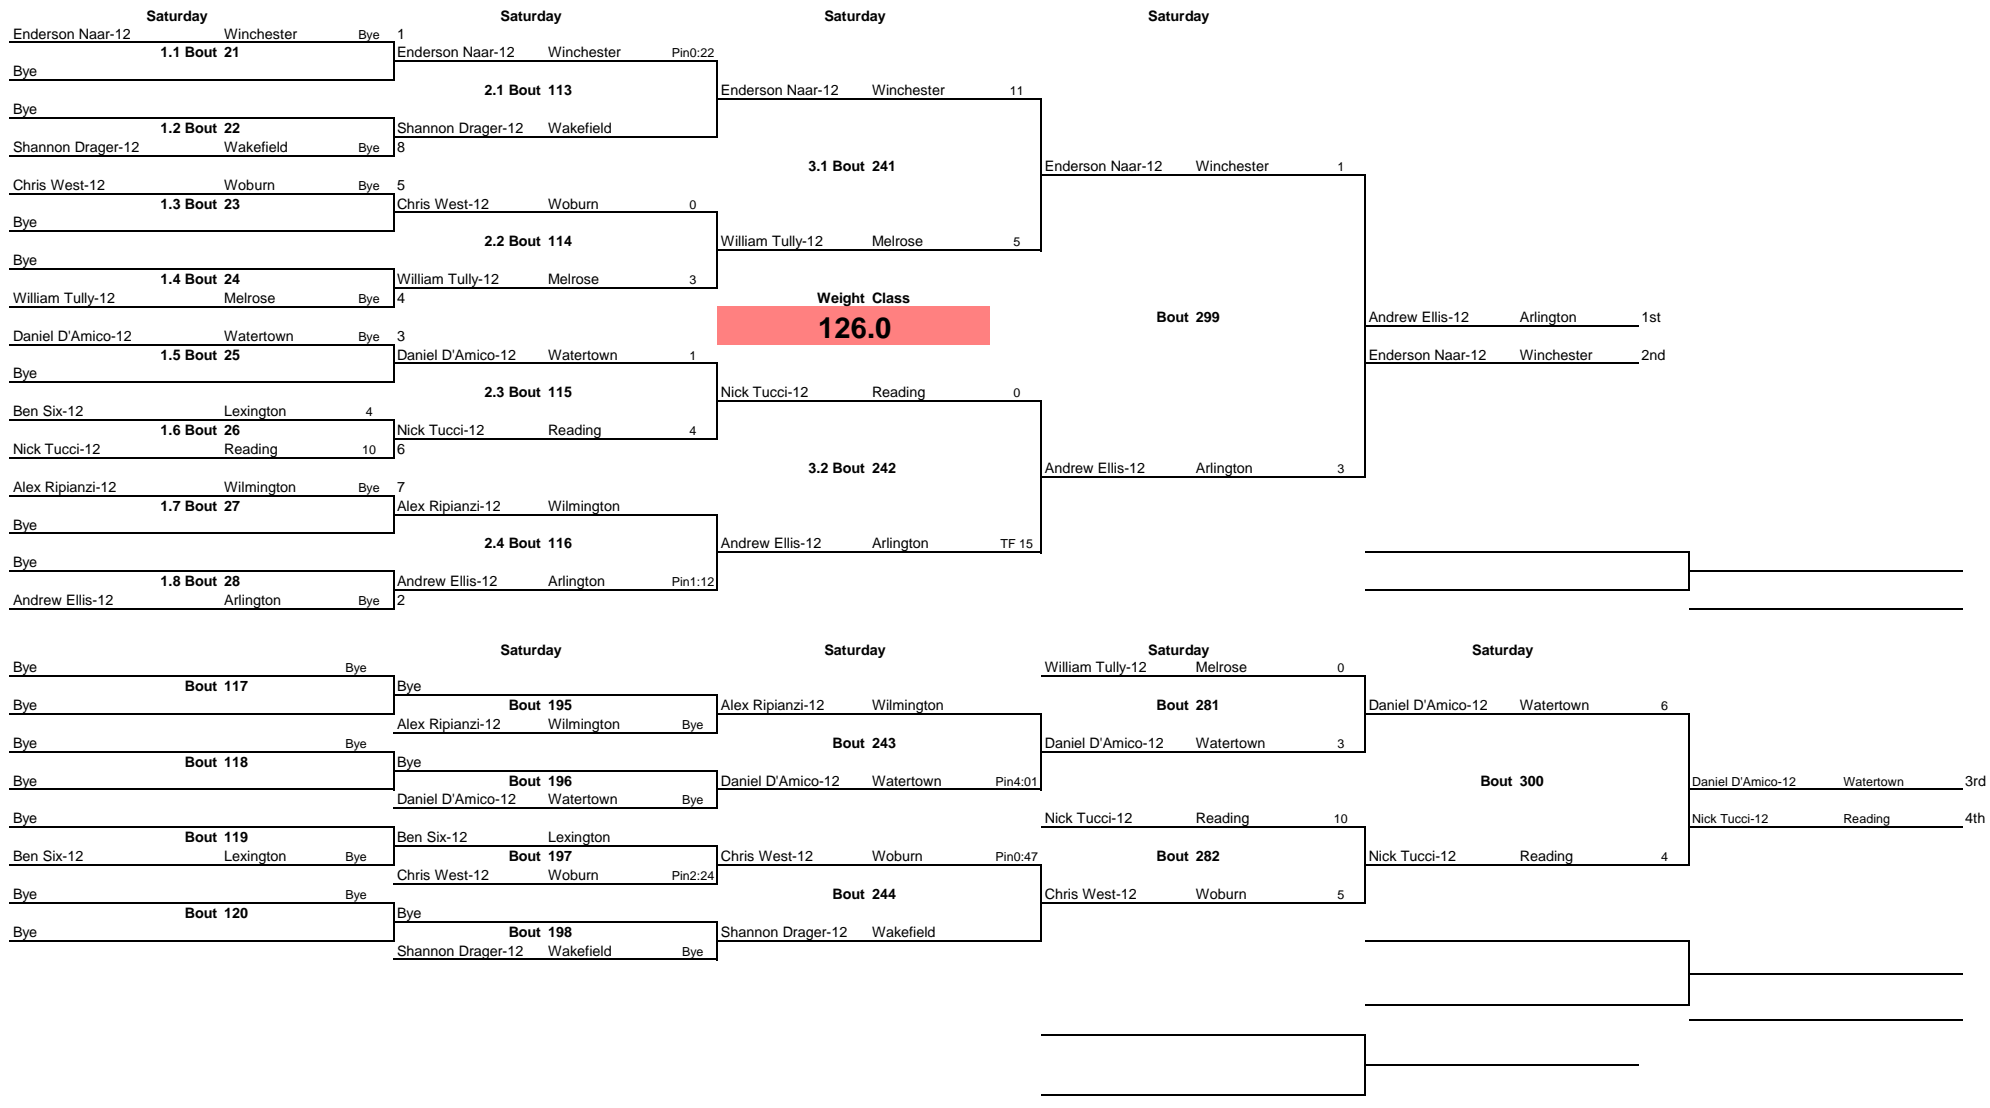 Saturday Saturday Saturday Saturday
Enderson Naar-12 Winchester Bye 1
1.1 Bout 21 Enderson Naar-12 Winchester Pin0:22
Bye
2.1 Bout 113 Enderson Naar-12 Winchester 11
Bye
1.2 Bout 22 Shannon Drager-12 Wakefield
Shannon Drager-12 Wakefield Bye 8
3.1 Bout 241 Enderson Naar-12 Winchester 1
Chris West-12 Woburn Bye 5
1.3 Bout 23 Chris West-12 Woburn 0
Bye
2.2 Bout 114 William Tully-12 Melrose 5
Bye
1.4 Bout 24 William Tully-12 Melrose 3
William Tully-12 Melrose Bye 4 Weight Class
Bout 299 Andrew Ellis-12 Arlington 1st
126.0
Daniel D'Amico-12 Watertown Bye 3
1.5 Bout 25 Daniel D'Amico-12 Watertown 1 Enderson Naar-12 Winchester 2nd
Bye
2.3 Bout 115 Nick Tucci-12 Reading 0
Ben Six-12 Lexington 4
1.6 Bout 26 Nick Tucci-12 Reading 4
Nick Tucci-12 Reading 10 6
3.2 Bout 242 Andrew Ellis-12 Arlington 3
Alex Ripianzi-12 Wilmington Bye 7
1.7 Bout 27 Alex Ripianzi-12 Wilmington
Bye
2.4 Bout 116 Andrew Ellis-12 Arlington TF 15
Bye
1.8 Bout 28 Andrew Ellis-12 Arlington Pin1:12
Andrew Ellis-12 Arlington Bye 2
Saturday Saturday Saturday Saturday
Bye Bye William Tully-12 Melrose 0
Bout 117 Bye
Bye Bout 195 Alex Ripianzi-12 Wilmington Bout 281 Daniel D'Amico-12 Watertown 6
Alex Ripianzi-12 Wilmington Bye
Bye Bye Bout 243 Daniel D'Amico-12 Watertown 3
Bout 118 Bye
Bye Bout 196 Daniel D'Amico-12 Watertown Pin4:01 Bout 300 Daniel D'Amico-12 Watertown 3rd
Daniel D'Amico-12 Watertown Bye
Bye Nick Tucci-12 Reading 10 Nick Tucci-12 Reading 4th
Bout 119 Ben Six-12 Lexington
Ben Six-12 Lexington Bye Bout 197 Chris West-12 Woburn Pin0:47 Bout 282 Nick Tucci-12 Reading 4
Chris West-12 Woburn Pin2:24
Bye Bye Bout 244 Chris West-12 Woburn 5
Bout 120 Bye
Bye Bout 198 Shannon Drager-12 Wakefield
Shannon Drager-12 Wakefield Bye